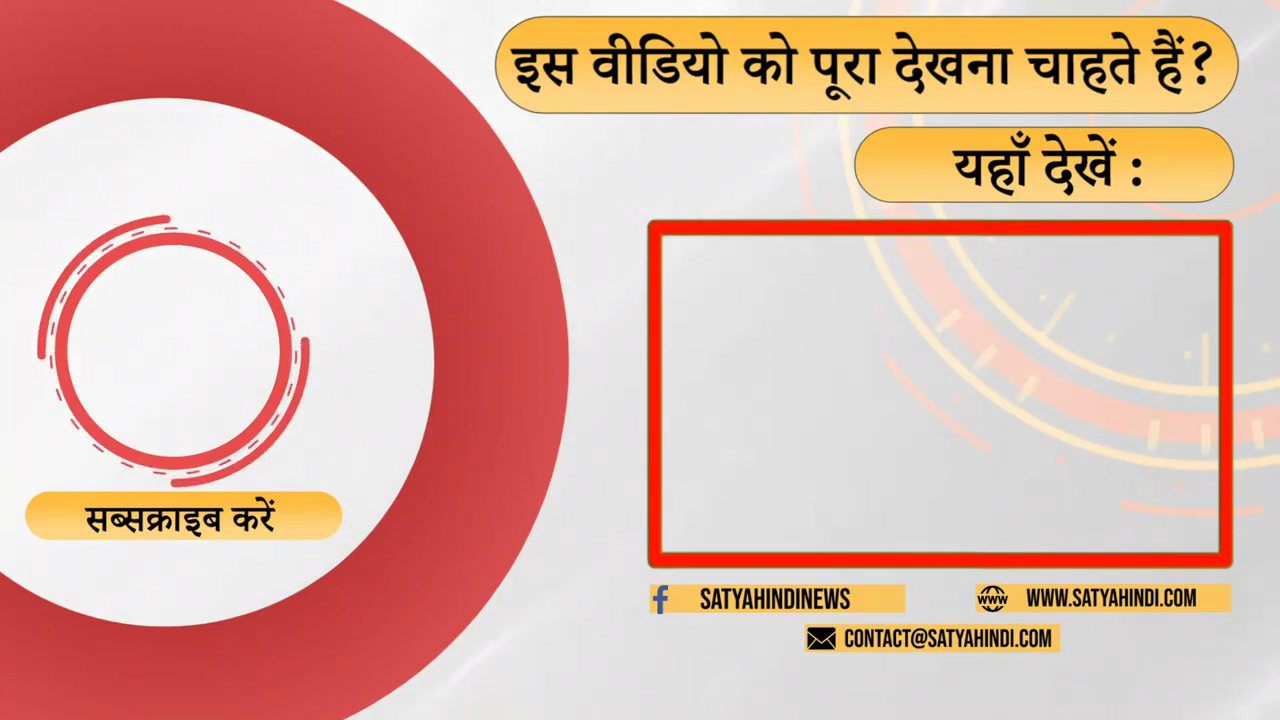 इस वीडियो को पूरा देखना चाहते हैं?
यहाँ देखें :
सब्सक्राइब करें
SATYAHINDINEWS
WWW.SATYAHINDI.COM
CONTACT@SATYAHINDI.COM